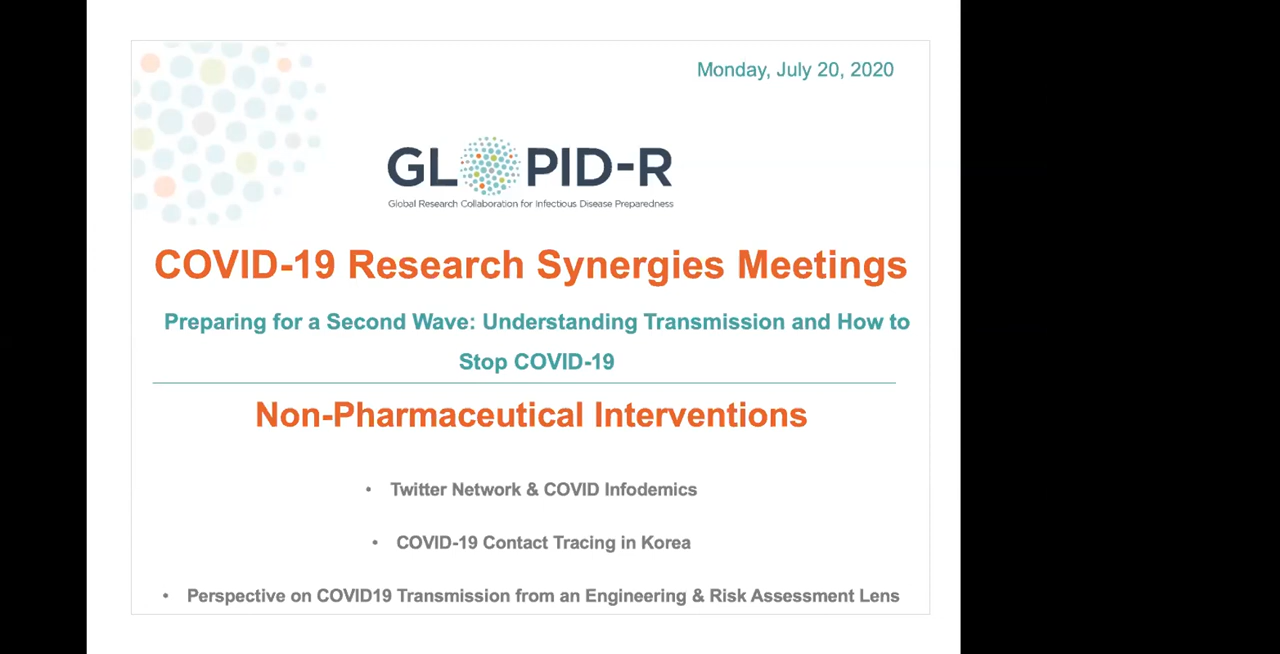 Monday, July 20, 2020
GLOPID-R
Global Research Collaboration for Infectious Disease Preparedness
COVID-19 Research Synergies Meetings
Preparing for a Second Wave: Understanding Transmission and How to
Stop COVID-19
Non-Pharmaceutical Interventions
• Twitter Network & COVID Infodemics
• COVID-19 Contact Tracing in Korea
• Perspective on COVID19 Transmission from an Engineering & Risk Assessment Lens